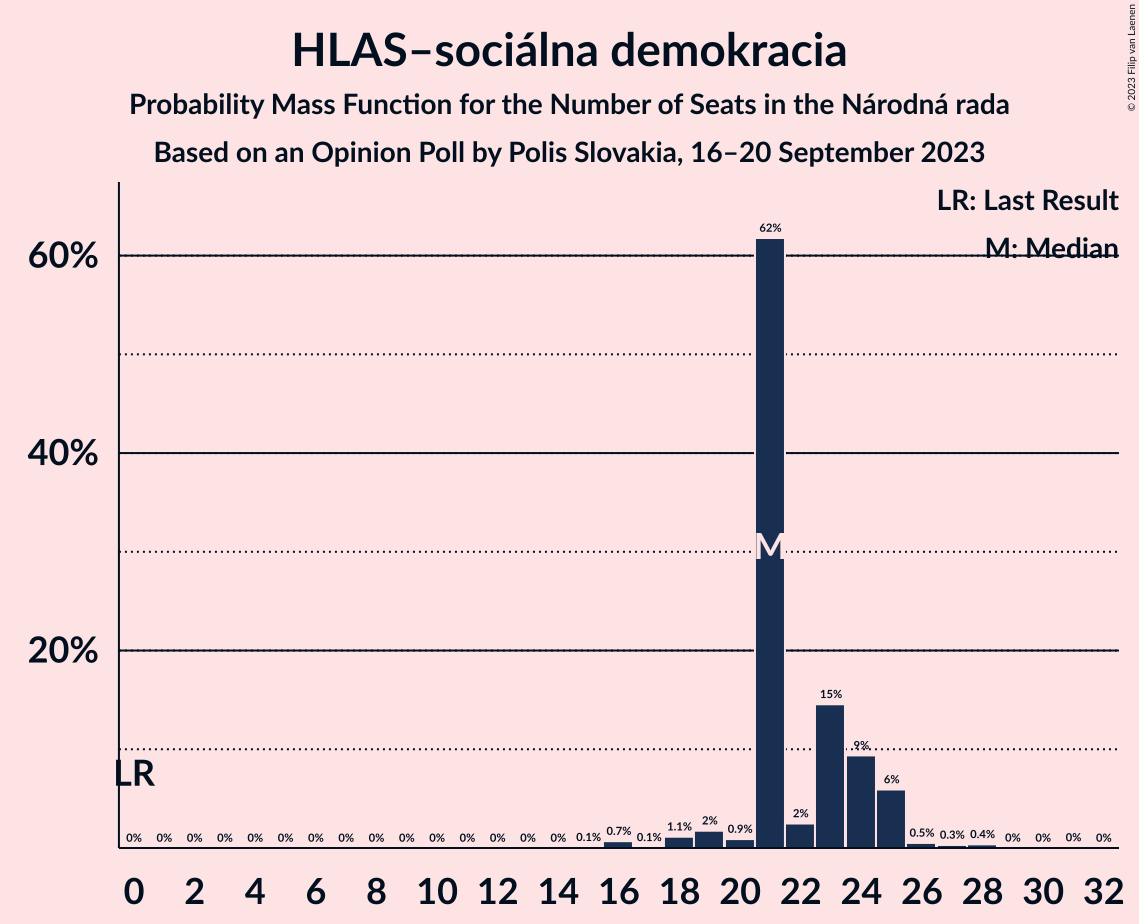 HLAS–sociálna demokracia
Probability Mass Function for the Number of Seats in the Národná rada
Based on an Opinion Poll by Polis Slovakia, 16–20 September 2023
© 2023 Filip van Laenen
LR: Last Result
M: Median
60%
40%
20%
62%
M
LR
15%
9%
6%
0% 0% 0% 0% 0% 0% 0% 0% 0% 0% 0% 0% 0% 0% 0% 0.1% 0.7% 0.1% 1.1% 2% 0.9% 2% 0.5% 0.3% 0.4% 0% 0% 0% 0%
0 2 4 6 8 10 12 14 16 18 20 22 24 26 28 30 32